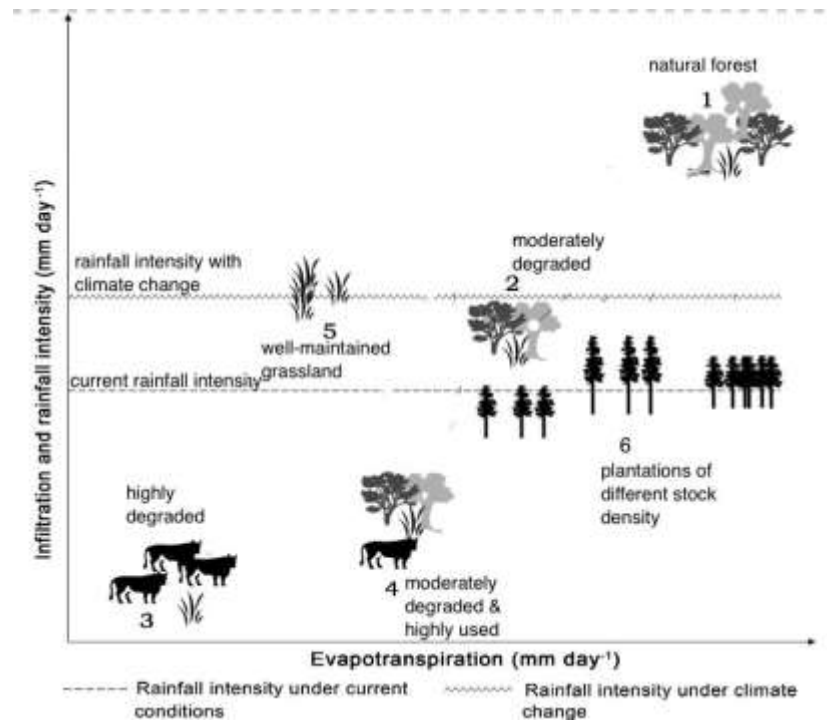 natural forest
1
moderately
degraded
2
rainfall intensity with
climate change
5
well-maintained
grassland
current rainfall intensity
6
plantations of
different stock
density
highly
degraded
3
4 moderately
degraded &
highly used
Infiltration and rainfall intensity (mm day⁻¹)
Evapotranspiration (mm day⁻¹)
Rainfall intensity under current
conditions
Rainfall intensity under climate
change